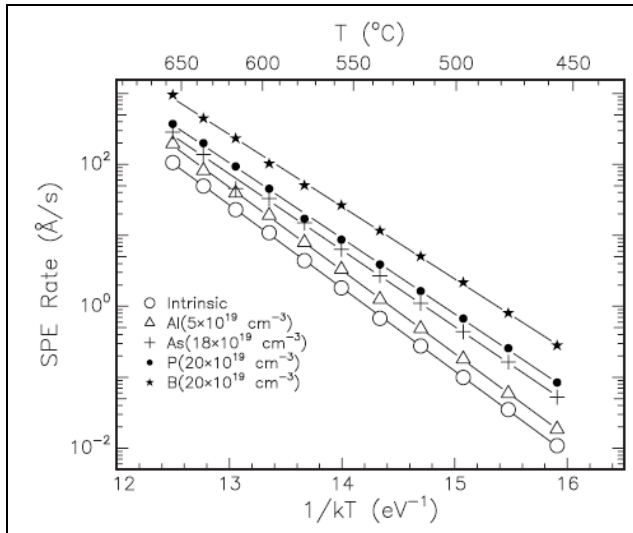 T (°C)
650 600 550 500 450
10²
10⁰
10⁻²
SPE Rate (Å/s)
○ Intrinsic
△ Al(5×10¹⁹ cm⁻³)
+ As(18×10¹⁹ cm⁻³)
● P(20×10¹⁹ cm⁻³)
★ B(20×10¹⁹ cm⁻³)
12 13 14 15 16
1/kT (eV⁻¹)